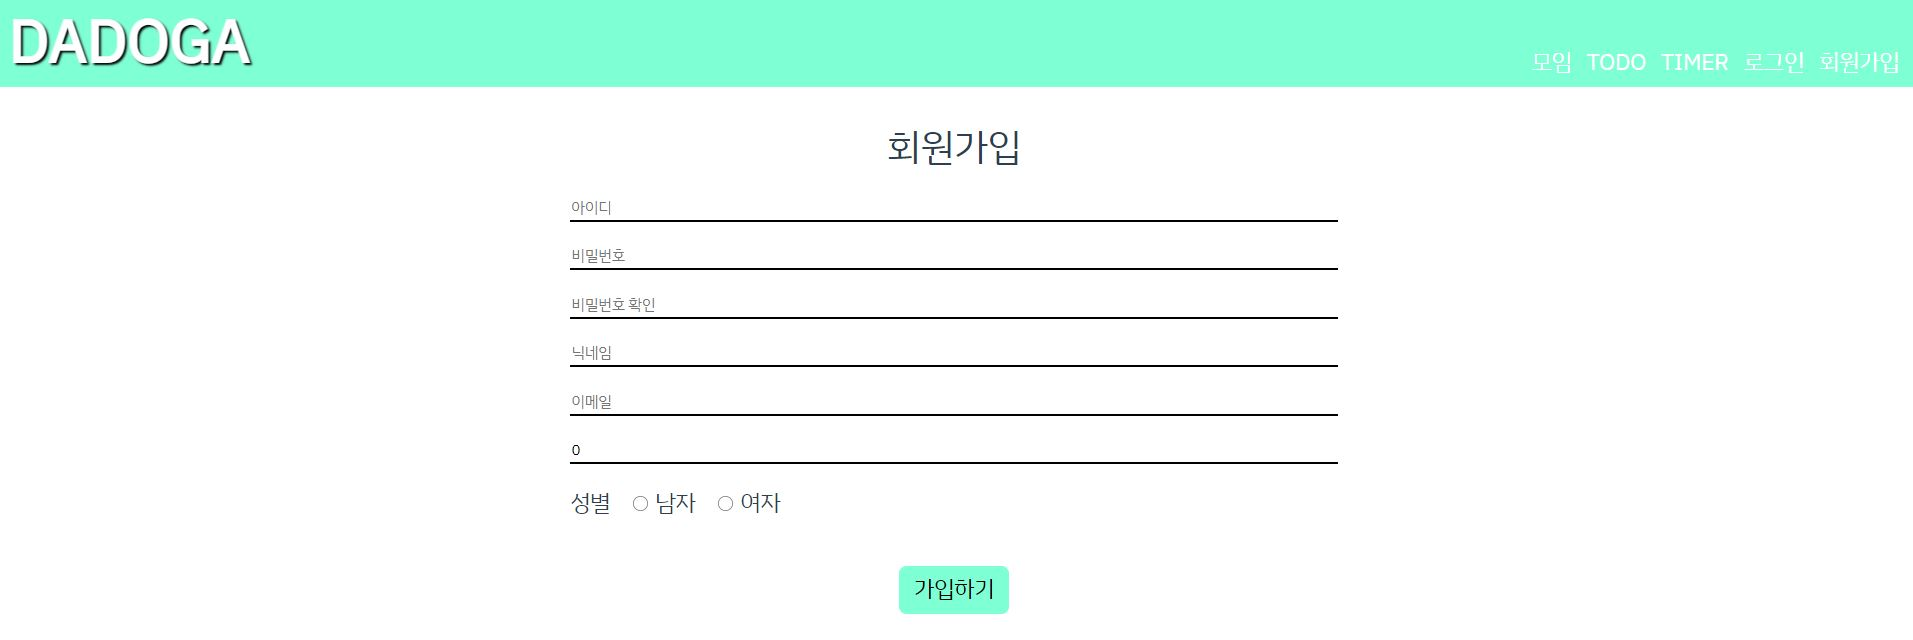 DADOGA
모임 TODO TIMER 로그인 회원가입
회원가입
아이디
비밀번호
비밀번호 확인
닉네임
이메일
0
성별 남자 여자
가입하기